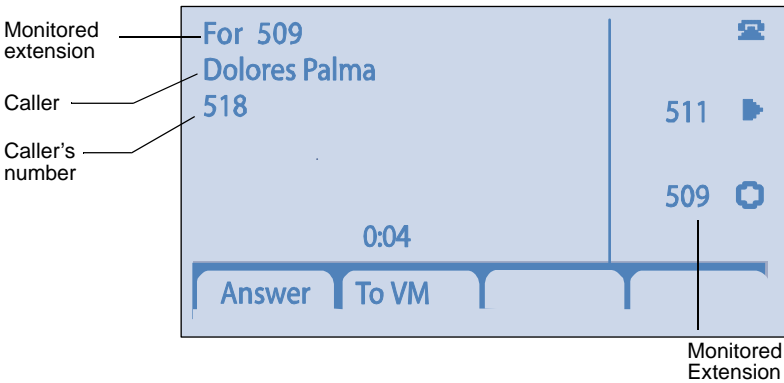 Monitored
extension
Caller
Caller's
number
For 509
Dolores Palma
518
0:04
511
509
Answer
To VM
Monitored
Extension